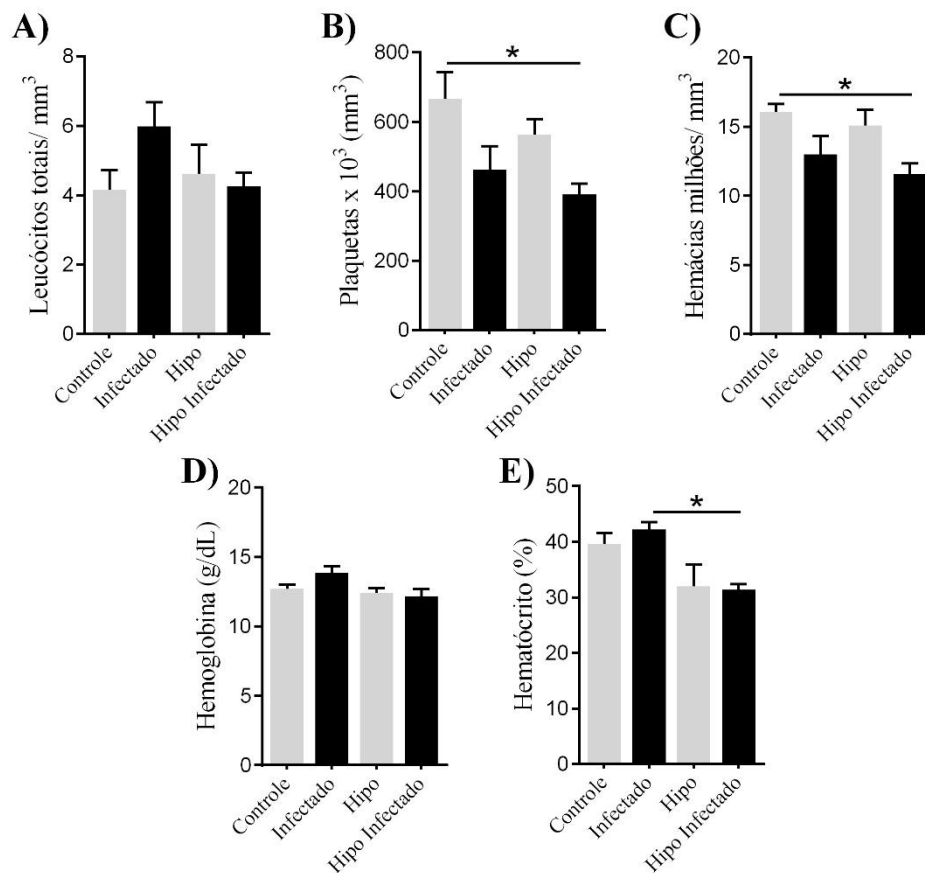 A)
Leucócitos totais/ mm³
8
6
4
2
0
Controle
Infectado
Hipo
Hipo Infectado
B)
Plaquetas x 10³ (mm³)
800
600
400
200
0
*
Controle
Infectado
Hipo
Hipo Infectado
C)
Hemácias milhões/ mm³
20
15
10
5
0
*
Controle
Infectado
Hipo
Hipo Infectado
D)
Hemoglobina (g/dL)
20
15
10
5
0
Controle
Infectado
Hipo
Hipo Infectado
E)
Hematócrito (%)
50
40
30
20
10
0
*
Controle
Infectado
Hipo
Hipo Infectado